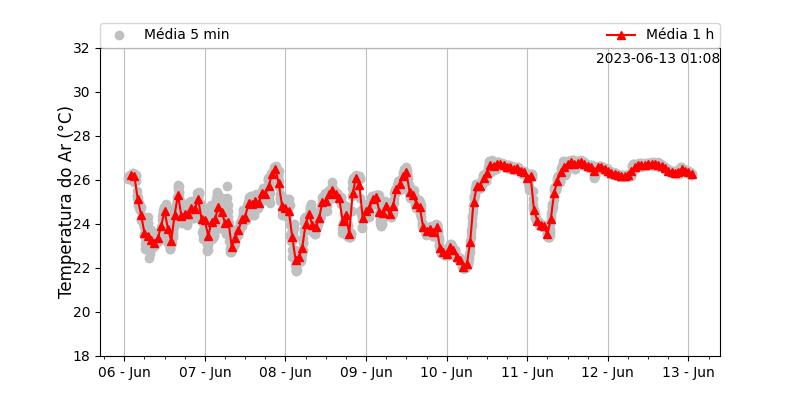 Média 5 min
Média 1 h
2023-06-13 01:08
Temperatura do Ar (°C)
32
30
28
26
24
22
20
18
06 - Jun
07 - Jun
08 - Jun
09 - Jun
10 - Jun
11 - Jun
12 - Jun
13 - Jun